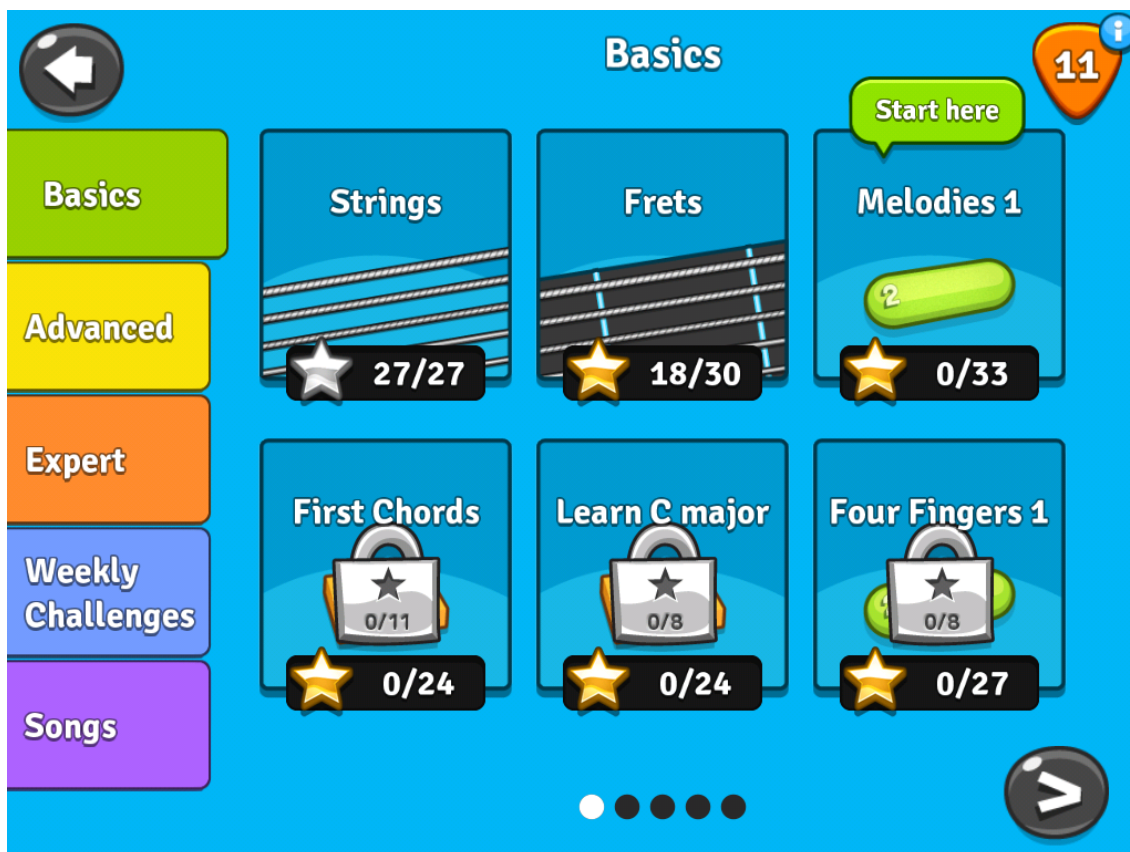 Basics
11
i
Start here
Basics
Advanced
Expert
Weekly
Challenges
Songs
Strings
27/27
Frets
18/30
Melodies 1
2
0/33
First Chords
0/11
0/24
Learn C major
0/8
0/24
Four Fingers 1
0/8
0/27